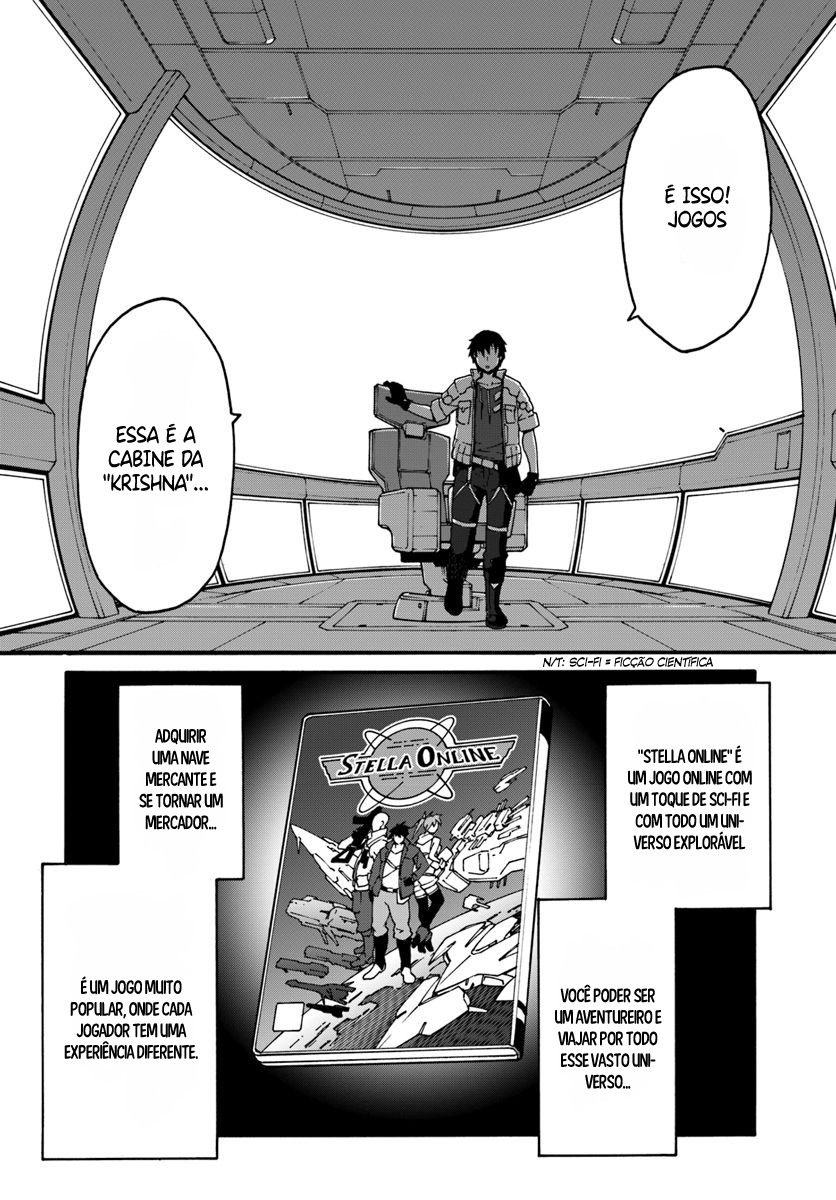 É ISSO!
JOGOS
ESSA É A
CABINE DA
"KRISHNA"...
N/T: SCI-FI = FICÇÃO CIENTÍFICA
"STELLA ONLINE" É
UM JOGO ONLINE COM
UM TOQUE DE SCI-FI E
COM TODO UM UNI-
VERSO EXPLORÁVEL
VOCÊ PODER SER
UM AVENTUREIRO E
VIAJAR POR TODO
ESSE VASTO UNI-
VERSO...
STELLA ONLINE
ADQUIRIR
UMA NAVE
MERCANTE E
SE TORNAR UM
MERCADOR...
É UM JOGO MUITO
POPULAR, ONDE CADA
JOGADOR TEM UMA
EXPERIÊNCIA DIFERENTE.